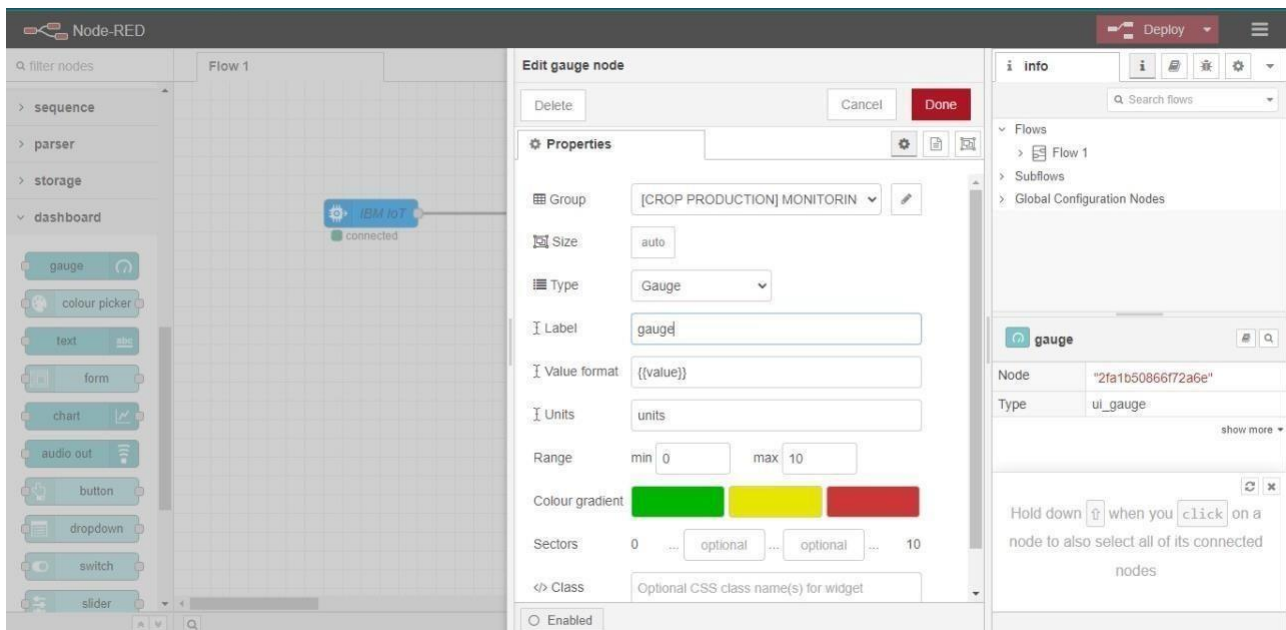 Node-RED
Deploy
filter nodes
sequence
parser
storage
dashboard
gauge
colour picker
text
abc
form
chart
audio out
button
dropdown
switch
slider
Flow 1
IBM IoT
connected
Edit gauge node
Delete
Cancel
Done
Properties
Group
[CROP PRODUCTION] MONITORIN
Size
auto
Type
Gauge
Label
gauge
Value format
{{value}}
Units
units
Range
min 0
max 10
Colour gradient
Sectors
0 ... optional ... optional ... 10
</> Class
Optional CSS class name(s) for widget
Enabled
i info
i
Search flows
Flows
Flow 1
Subflows
Global Configuration Nodes
gauge
Node
"2fa1b50866f72a6e"
Type
ui_gauge
show more
Hold down ⇧ when you click on a
node to also select all of its connected
nodes